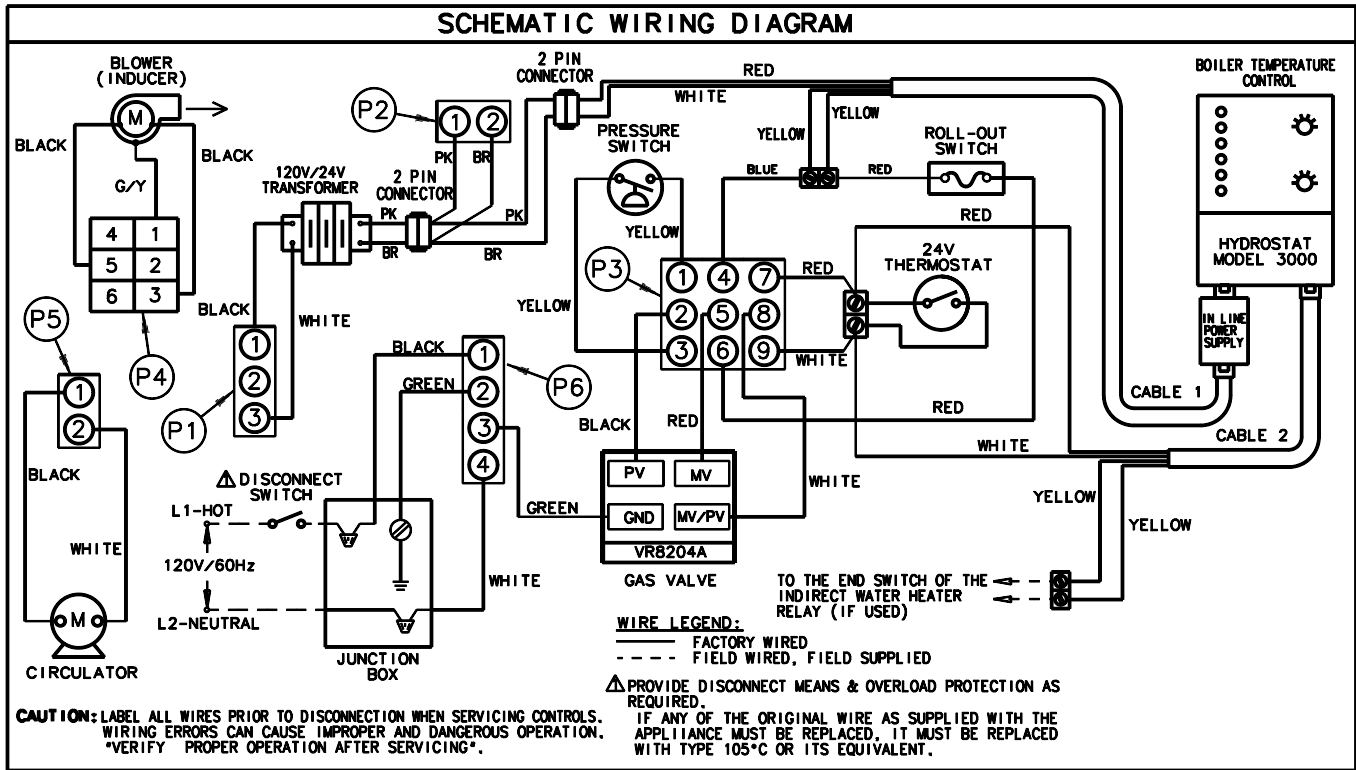 SCHEMATIC WIRING DIAGRAM
BLOWER
(INDUCER)
M
BLACK
BLACK
G/Y
4 1
5 2
6 3
P4
P5
1
2
BLACK
WHITE
M
CIRCULATOR
120V/24V
TRANSFORMER
BLACK
WHITE
1
2
3
P1
P2
1 2
PK BR
2 PIN
CONNECTOR
PK
BR
PK
BR
2 PIN
CONNECTOR
RED
WHITE
PRESSURE
SWITCH
YELLOW
YELLOW
YELLOW
YELLOW
BLUE
RED
ROLL-OUT
SWITCH
RED
P3
1 4 7
2 5 8
3 6 9
RED
WHITE
24V
THERMOSTAT
RED
WHITE
BOILER TEMPERATURE
CONTROL
HYDROSTAT
MODEL 3000
IN LINE
POWER
SUPPLY
CABLE 1
CABLE 2
YELLOW
YELLOW
BLACK
GREEN
1
2
3
4
P6
GREEN
WHITE
⚠ DISCONNECT
SWITCH
L1-HOT
120V/60Hz
L2-NEUTRAL
JUNCTION
BOX
BLACK
RED
WHITE
PV MV
GND MV/PV
VR8204A
GAS VALVE
TO THE END SWITCH OF THE
INDIRECT WATER HEATER
RELAY (IF USED)
WIRE LEGEND:
FACTORY WIRED
FIELD WIRED, FIELD SUPPLIED
⚠ PROVIDE DISCONNECT MEANS & OVERLOAD PROTECTION AS
REQUIRED.
IF ANY OF THE ORIGINAL WIRE AS SUPPLIED WITH THE
APPLIIANCE MUST BE REPLACED, IT MUST BE REPLACED
WITH TYPE 105°C OR ITS EQUIVALENT.
CAUTION: LABEL ALL WIRES PRIOR TO DISCONNECTION WHEN SERVICING CONTROLS.
WIRING ERRORS CAN CAUSE IMPROPER AND DANGEROUS OPERATION.
"VERIFY PROPER OPERATION AFTER SERVICING".